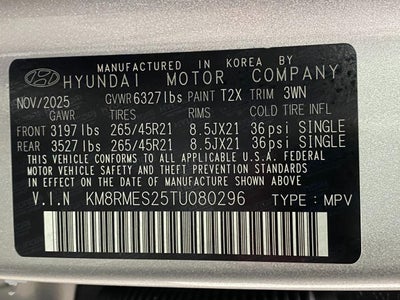 MANUFACTURED IN KOREA BY
HYUNDAI MOTOR COMPANY
NOV/2025 GVWR 6327lbs PAINT T2X TRIM 3WN
GAWR TIRES RIMS COLD TIRE INFL
FRONT 3197 lbs 265/45R21 8.5JX21 36psi SINGLE
REAR 3527 lbs 265/45R21 8.5JX21 36psi SINGLE
THIS VEHICLE CONFORMS TO ALL APPLICABLE U.S.A. FEDERAL
MOTOR VEHICLE SAFETY STANDARDS IN EFFECT ON THE DATE OF
MANUFACTURE SHOWN ABOVE.
V.I.N KM8RMES25TU080296 TYPE : MPV